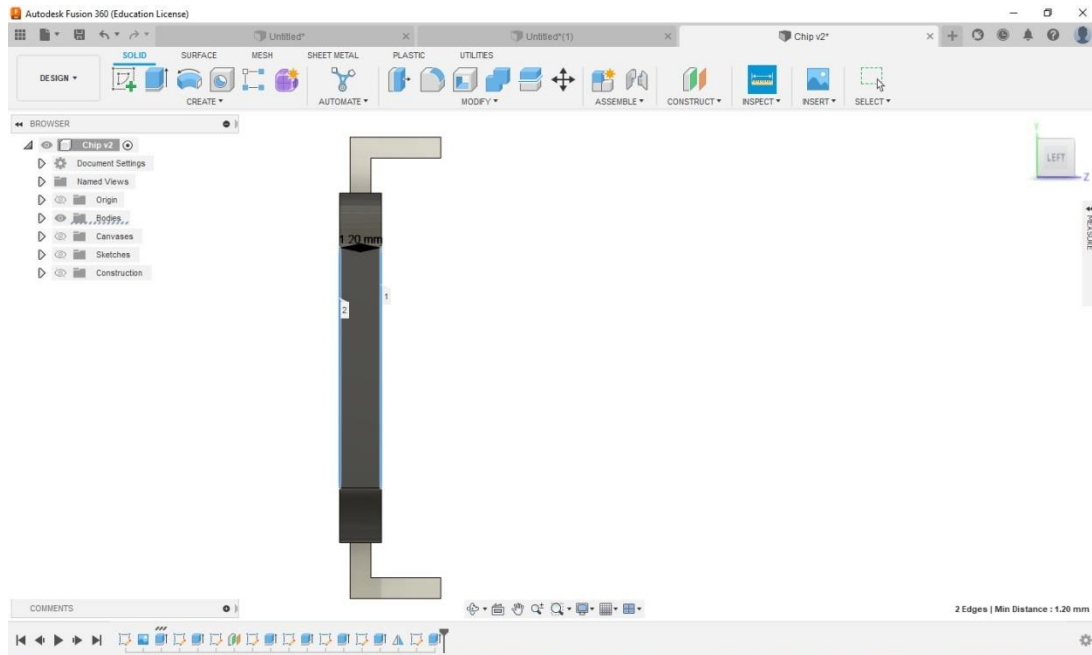 Autodesk Fusion 360 (Education License)
Untitled*
Untitled*(1)
Chip v2*
SOLID SURFACE MESH SHEET METAL PLASTIC UTILITIES
DESIGN
CREATE AUTOMATE MODIFY ASSEMBLE CONSTRUCT INSPECT INSERT SELECT
BROWSER
Chip v2
Document Settings
Named Views
Origin
Bodies
Canvases
Sketches
Construction
Y
LEFT
Z
MEASURE
1.20 mm
1
2
COMMENTS
2 Edges | Min Distance : 1.20 mm